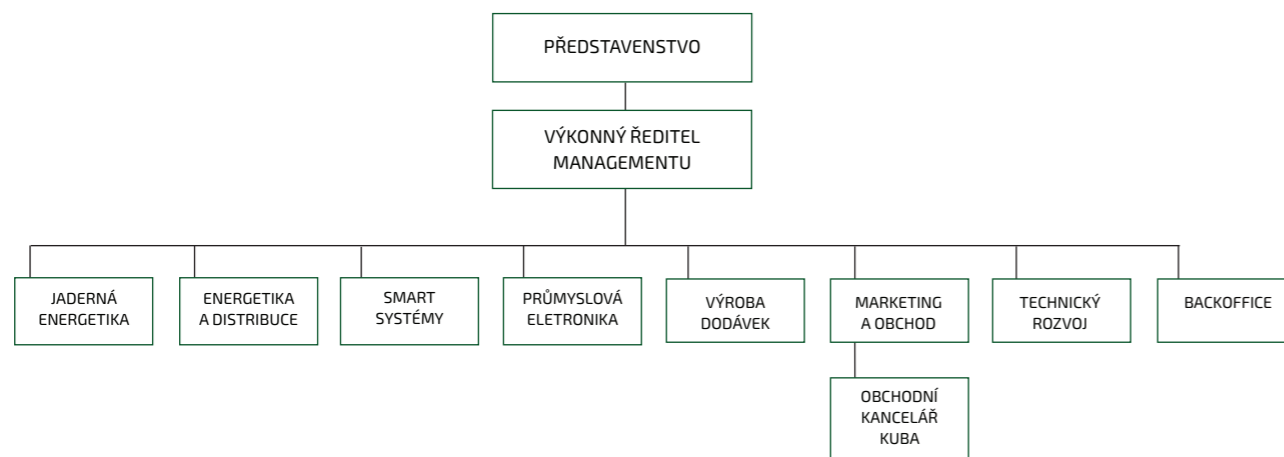 PŘEDSTAVENSTVO
VÝKONNÝ ŘEDITEL
MANAGEMENTU
JADERNÁ
ENERGETIKA
ENERGETIKA
A DISTRIBUCE
SMART
SYSTÉMY
PRŮMYSLOVÁ
ELETRONIKA
VÝROBA
DODÁVEK
MARKETING
A OBCHOD
TECHNICKÝ
ROZVOJ
BACKOFFICE
OBCHODNÍ
KANCELÁŘ
KUBA